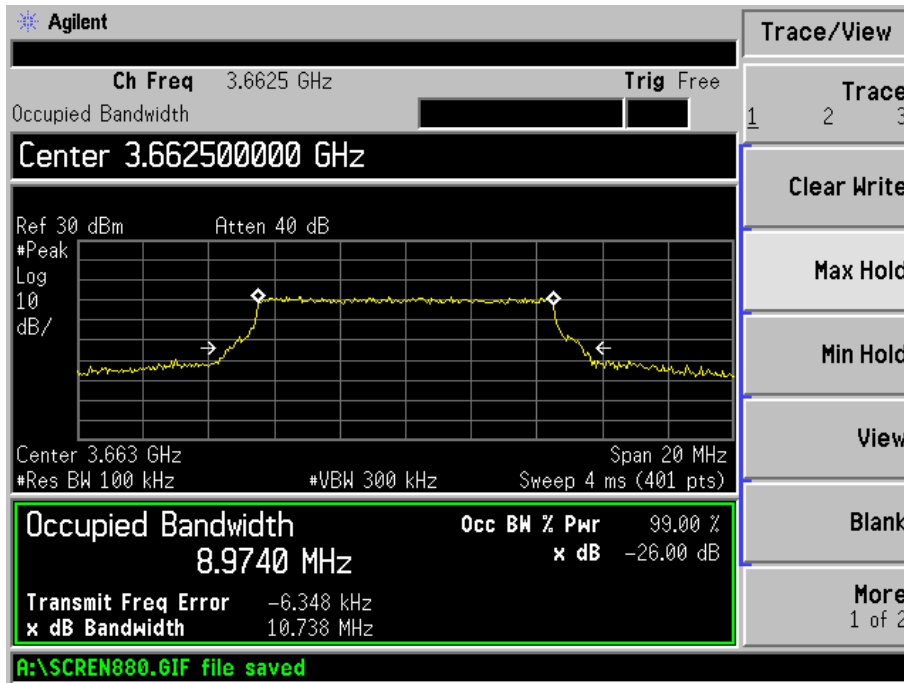 Agilent
Trace/View
Ch Freq 3.6625 GHz Trig Free
Occupied Bandwidth
Trace
1 2 3
Center 3.662500000 GHz
Clear Write
Ref 30 dBm Atten 40 dB
#Peak
Log
10
dB/
Max Hold
Min Hold
View
Center 3.663 GHz Span 20 MHz
#Res BW 100 kHz #VBW 300 kHz Sweep 4 ms (401 pts)
Occupied Bandwidth
8.9740 MHz
Occ BW % Pwr 99.00 %
x dB -26.00 dB
Blank
Transmit Freq Error -6.348 kHz
x dB Bandwidth 10.738 MHz
More
1 of 2
A:\SCREN880.GIF file saved